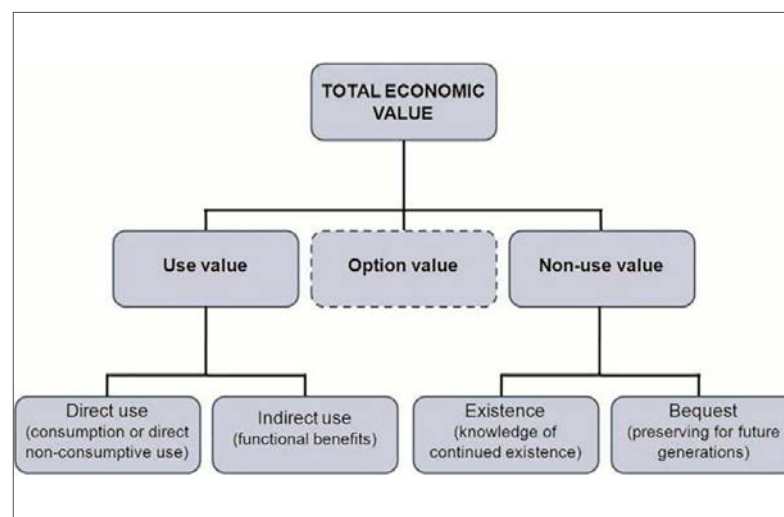 TOTAL ECONOMIC
VALUE
Use value
Option value
Non-use value
Direct use
(consumption or direct
non-consumptive use)
Indirect use
(functional benefits)
Existence
(knowledge of
continued existence)
Bequest
(preserving for future
generations)